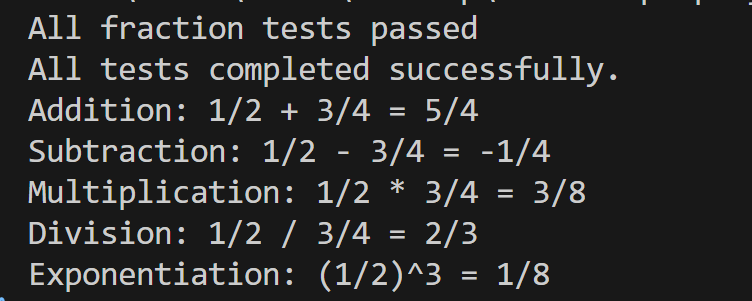 All fraction tests passed
All tests completed successfully.
Addition: 1/2 + 3/4 = 5/4
Subtraction: 1/2 - 3/4 = -1/4
Multiplication: 1/2 * 3/4 = 3/8
Division: 1/2 / 3/4 = 2/3
Exponentiation: (1/2)^3 = 1/8